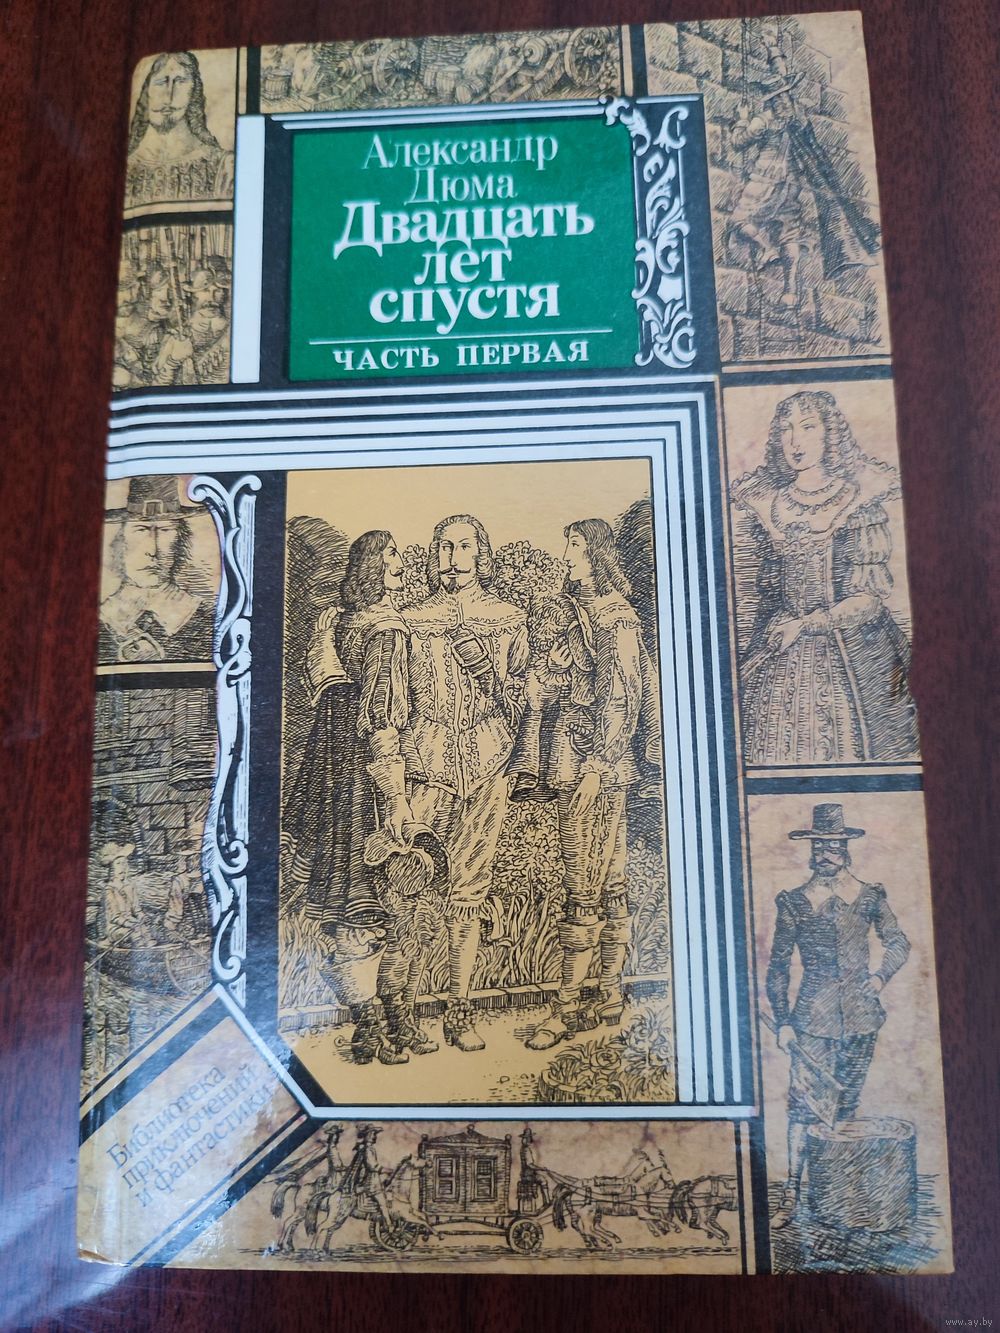 Александр
Дюма
Двадцать
лет
спустя
ЧАСТЬ ПЕРВАЯ
Библиотека
приключений
и фантастики
www.ay.by